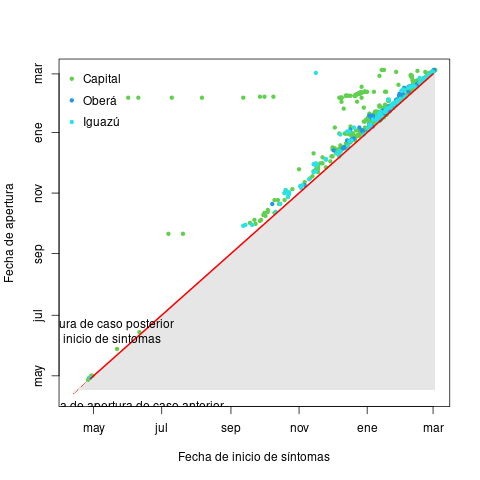 Capital
Oberá
Iguazú
mar
ene
nov
sep
jul
may
Fecha de apertura
ura de caso posterior
inicio de sintomas
a de apertura de caso anterior
may
jul
sep
nov
ene
mar
Fecha de inicio de síntomas